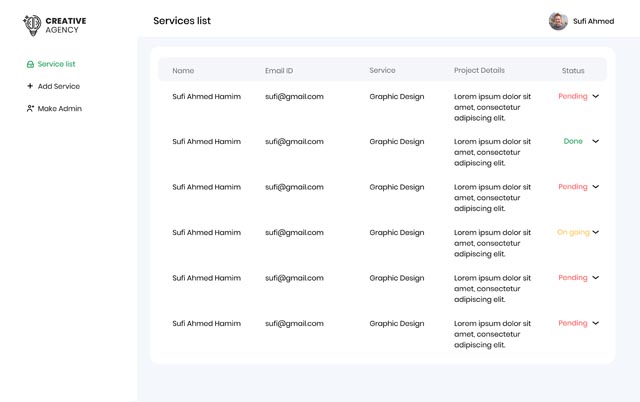 CREATIVE
AGENCY
Services list
Sufi Ahmed
Service list
Add Service
Make Admin
Name Email ID Service Project Details Status
Sufi Ahmed Hamim sufi@gmail.com Graphic Design Lorem ipsum dolor sit Pending
amet, consectetur
adipiscing elit.
Sufi Ahmed Hamim sufi@gmail.com Graphic Design Lorem ipsum dolor sit Done
amet, consectetur
adipiscing elit.
Sufi Ahmed Hamim sufi@gmail.com Graphic Design Lorem ipsum dolor sit Pending
amet, consectetur
adipiscing elit.
Sufi Ahmed Hamim sufi@gmail.com Graphic Design Lorem ipsum dolor sit On going
amet, consectetur
adipiscing elit.
Sufi Ahmed Hamim sufi@gmail.com Graphic Design Lorem ipsum dolor sit Pending
amet, consectetur
adipiscing elit.
Sufi Ahmed Hamim sufi@gmail.com Graphic Design Lorem ipsum dolor sit Pending
amet, consectetur
adipiscing elit.